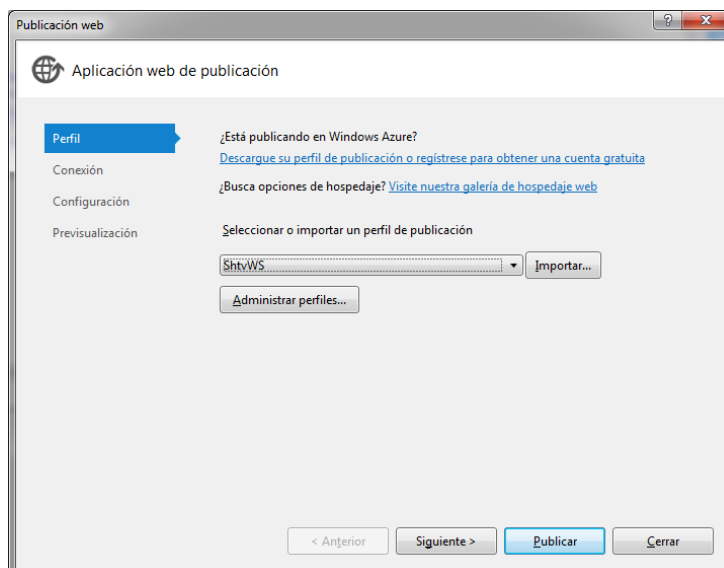 Publicación web
Aplicación web de publicación
Perfil
Conexión
Configuración
Previsualización
¿Está publicando en Windows Azure?
Descargue su perfil de publicación o regístrese para obtener una cuenta gratuita
¿Busca opciones de hospedaje? Visite nuestra galería de hospedaje web
Seleccionar o importar un perfil de publicación
ShtvWS
Importar...
Administrar perfiles...
< Anterior
Siguiente >
Publicar
Cerrar